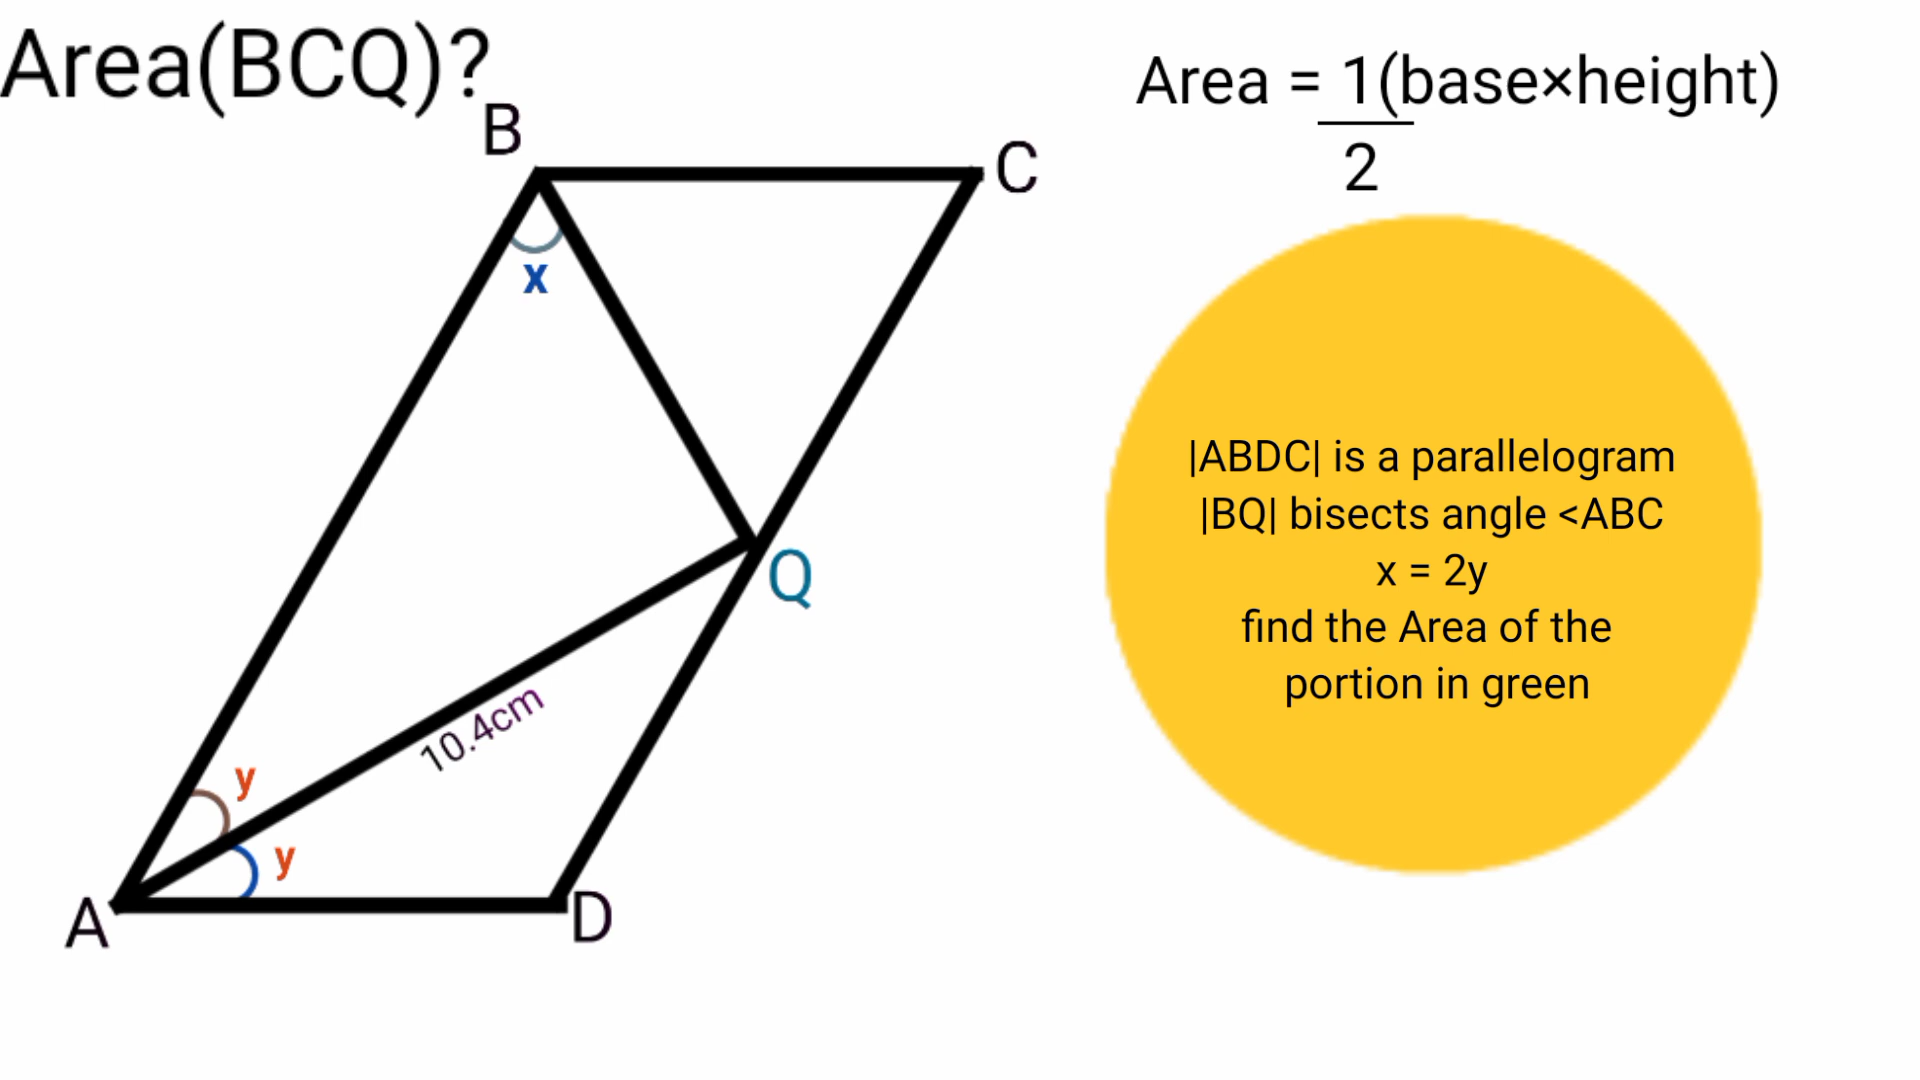 Area(BCQ)?
Area = 1(base×height)
2
B
C
x
Q
10.4cm
y
y
A
D
|ABDC| is a parallelogram
|BQ| bisects angle <ABC
x = 2y
find the Area of the
portion in green